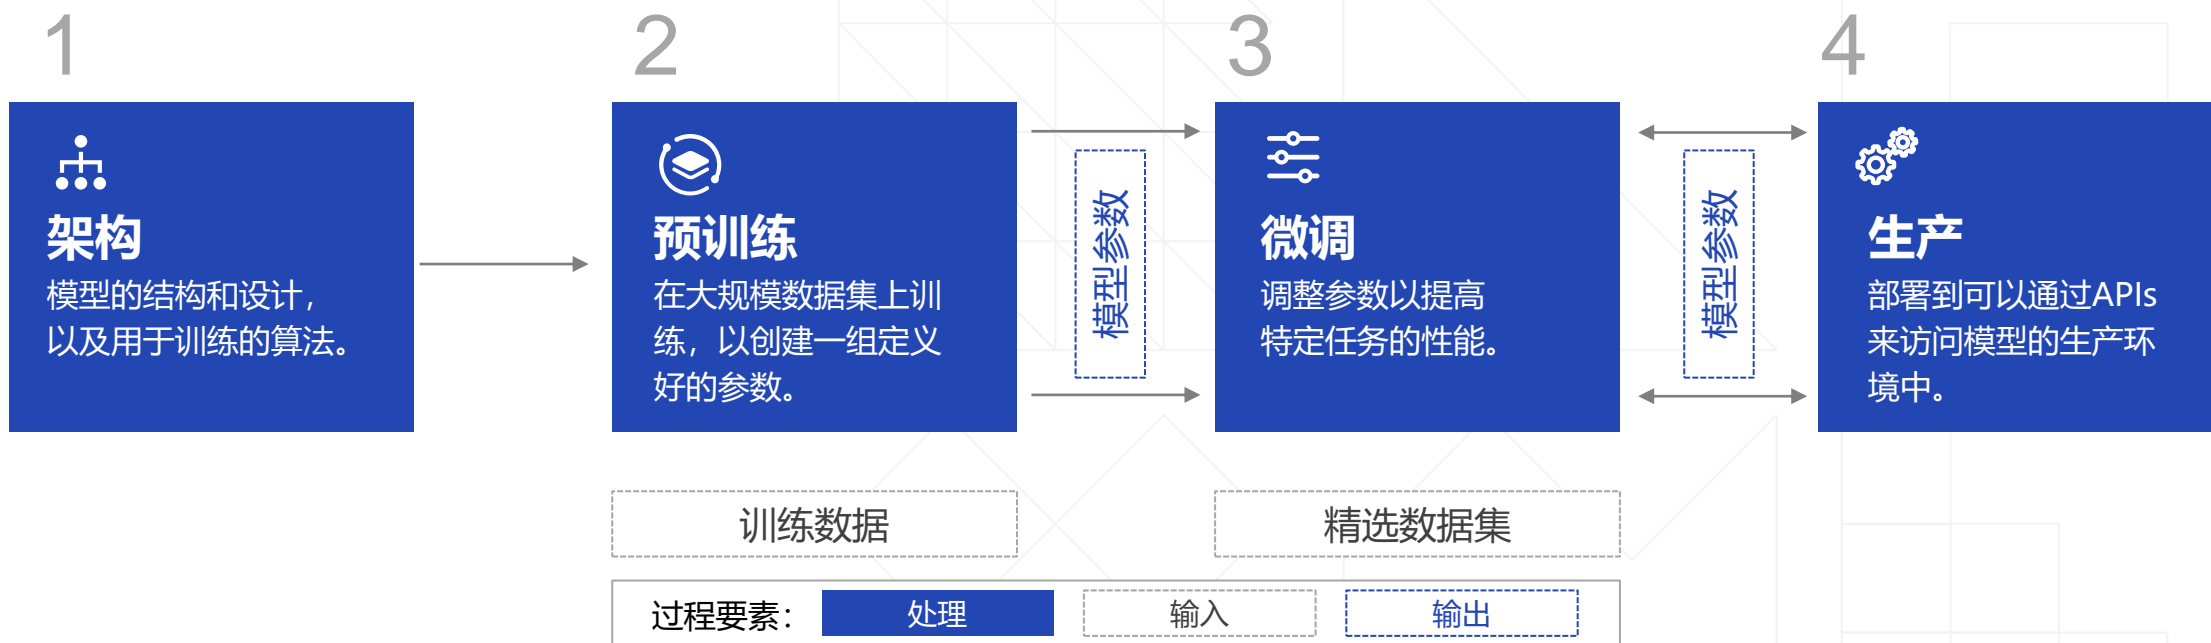 1
架构
模型的结构和设计，
以及用于训练的算法。
2
预训练
在大规模数据集上训
练，以创建一组定义
好的参数。
模型参数
3
微调
调整参数以提高
特定任务的性能。
模型参数
4
生产
部署到可以通过APIs
来访问模型的生产环
境中。
训练数据
精选数据集
过程要素：
处理
输入
输出